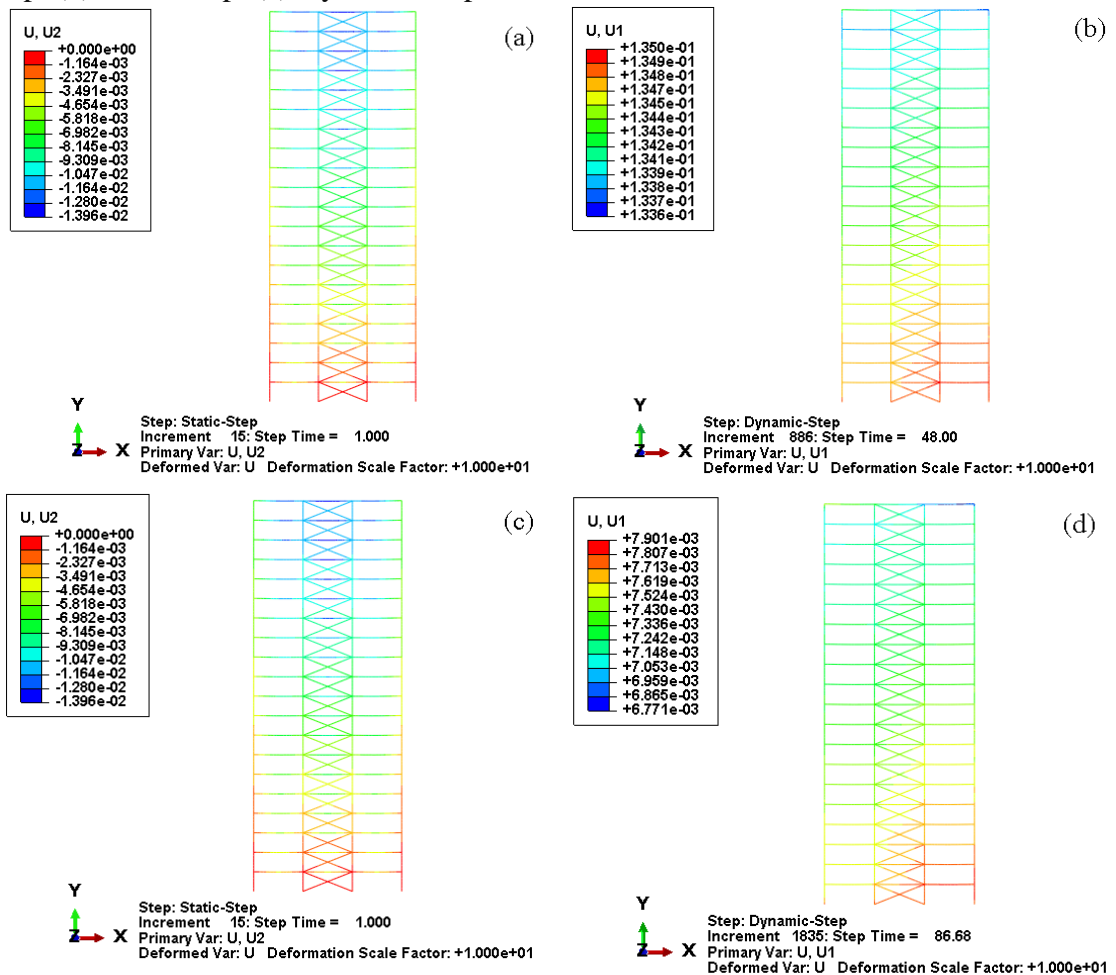 (a)
U, U2
+0.000e+00
-1.164e-03
-2.327e-03
-3.491e-03
-4.654e-03
-5.818e-03
-6.982e-03
-8.145e-03
-9.309e-03
-1.047e-02
-1.164e-02
-1.280e-02
-1.396e-02
Y
Z X
Step: Static-Step
Increment 15: Step Time = 1.000
Primary Var: U, U2
Deformed Var: U Deformation Scale Factor: +1.000e+01
(b)
U, U1
+1.350e-01
+1.349e-01
+1.348e-01
+1.347e-01
+1.345e-01
+1.344e-01
+1.343e-01
+1.342e-01
+1.341e-01
+1.339e-01
+1.338e-01
+1.337e-01
+1.336e-01
Y
Z X
Step: Dynamic-Step
Increment 886: Step Time = 48.00
Primary Var: U, U1
Deformed Var: U Deformation Scale Factor: +1.000e+01
(c)
U, U2
+0.000e+00
-1.164e-03
-2.327e-03
-3.491e-03
-4.654e-03
-5.818e-03
-6.982e-03
-8.145e-03
-9.309e-03
-1.047e-02
-1.164e-02
-1.280e-02
-1.396e-02
Y
Z X
Step: Static-Step
Increment 15: Step Time = 1.000
Primary Var: U, U2
Deformed Var: U Deformation Scale Factor: +1.000e+01
(d)
U, U1
+7.901e-03
+7.807e-03
+7.713e-03
+7.619e-03
+7.524e-03
+7.430e-03
+7.336e-03
+7.242e-03
+7.148e-03
+7.053e-03
+6.959e-03
+6.865e-03
+6.771e-03
Y
Z X
Step: Dynamic-Step
Increment 1835: Step Time = 86.68
Primary Var: U, U1
Deformed Var: U Deformation Scale Factor: +1.000e+01